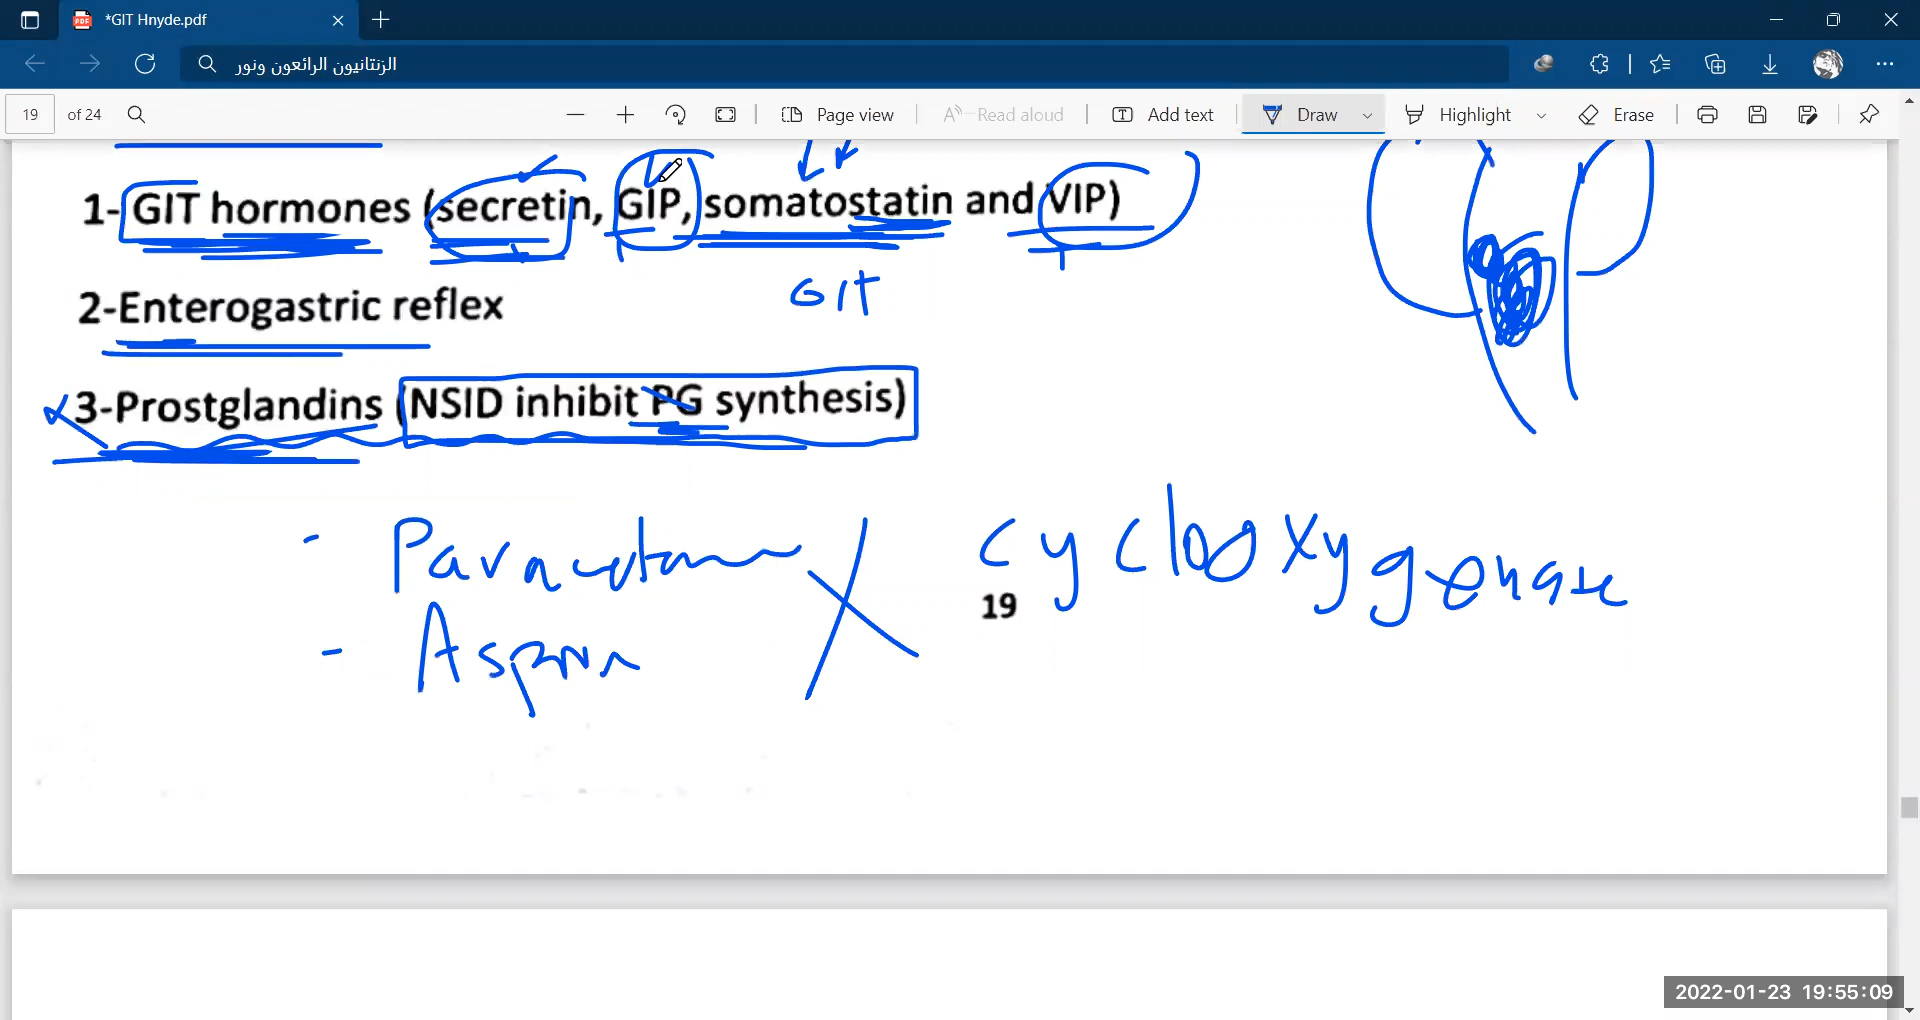 *GIT Hnyde.pdf
الزنتانيون الرائعون ونور
19 of 24 Page view Read aloud Add text Draw Highlight Erase
1- GIT hormones (secretin, GIP, somatostatin and VIP)
GIT
2-Enterogastric reflex
3-Prostglandins (NSID inhibit PG synthesis)
- Paracetam cyclooxygenase
19
- Aspirin
2022-01-23 19:55:09